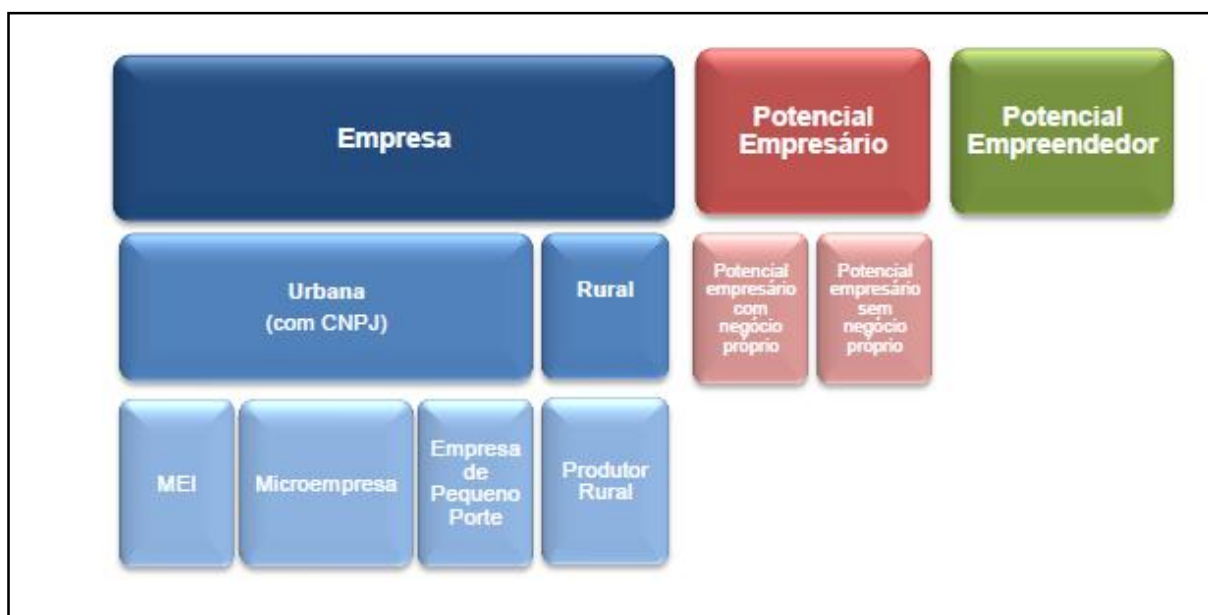 Empresa
Potencial
Empresário
Potencial
Empreendedor
Urbana
(com CNPJ)
Rural
Potencial
empresário
com
negócio
próprio
Potencial
empresário
sem
negócio
próprio
MEI
Microempresa
Empresa
de
Pequeno
Porte
Produtor
Rural